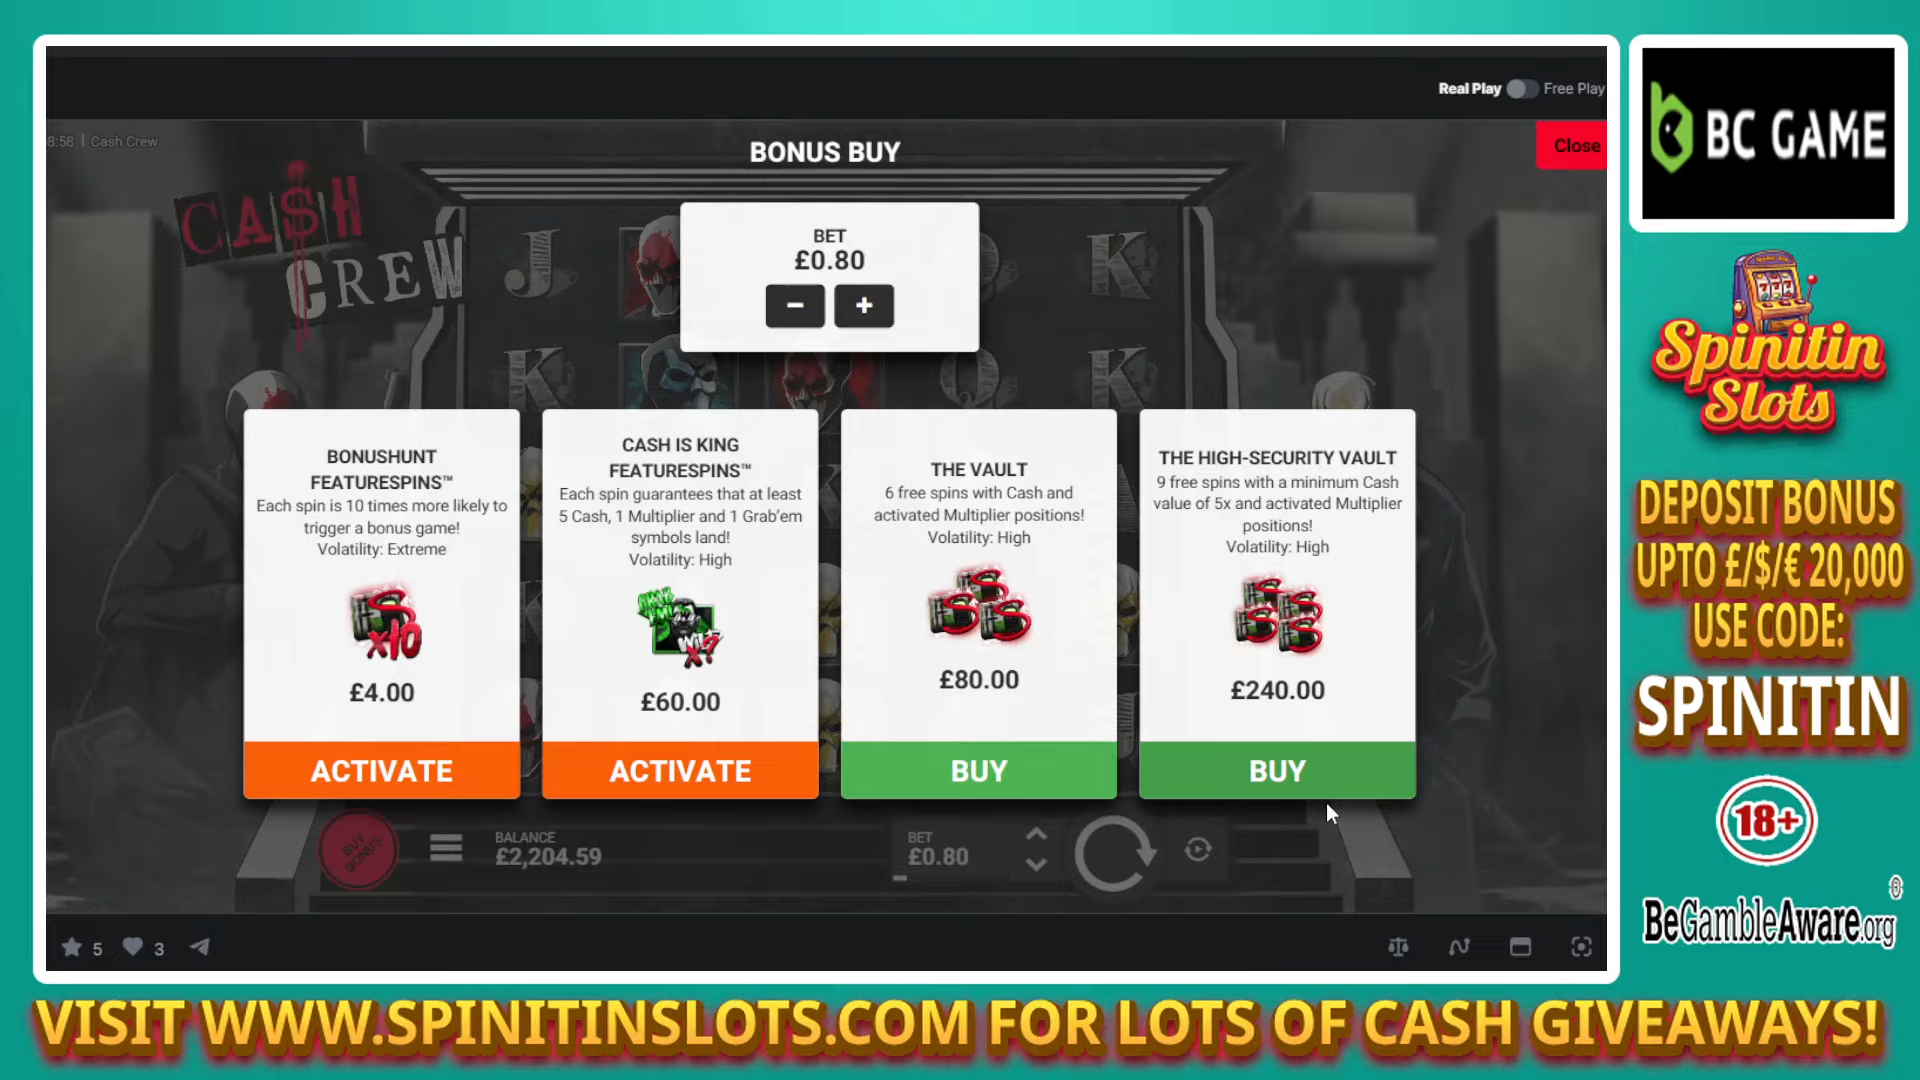 Real Play
Free Play
8:58 | Cash Crew
BONUS BUY
Close
CASH
CREW
BET
£0.80
-
+
J
K
K
Q
K
BONUSHUNT
FEATURESPINS™
Each spin is 10 times more likely to
trigger a bonus game!
Volatility: Extreme
x10
£4.00
ACTIVATE
CASH IS KING
FEATURESPINS™
Each spin guarantees that at least
5 Cash, 1 Multiplier and 1 Grab'em
symbols land!
Volatility: High
£60.00
ACTIVATE
THE VAULT
6 free spins with Cash and
activated Multiplier positions!
Volatility: High
£80.00
BUY
THE HIGH-SECURITY VAULT
9 free spins with a minimum Cash
value of 5x and activated Multiplier
positions!
Volatility: High
£240.00
BUY
BUY
BONUS
BALANCE
£2,204.59
BET
£0.80
5
3
BC GAME
Spinitin
Slots
DEPOSIT BONUS
UPTO £/$/€ 20,000
USE CODE:
SPINITIN
18+
BeGambleAware.org
VISIT WWW.SPINITINSLOTS.COM FOR LOTS OF CASH GIVEAWAYS!